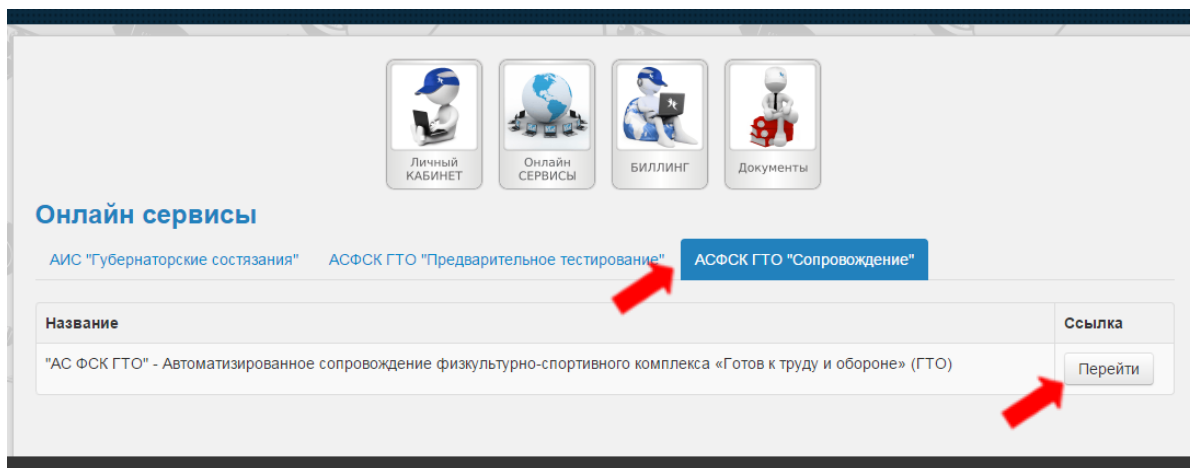 Личный
КАБИНЕТ
Онлайн
СЕРВИСЫ
БИЛЛИНГ
Документы
Онлайн сервисы
АИС "Губернаторские состязания" АСФСК ГТО "Предварительное тестирование" АСФСК ГТО "Сопровождение"
Название Ссылка
"АС ФСК ГТО" - Автоматизированное сопровождение физкультурно-спортивного комплекса «Готов к труду и обороне» (ГТО) Перейти